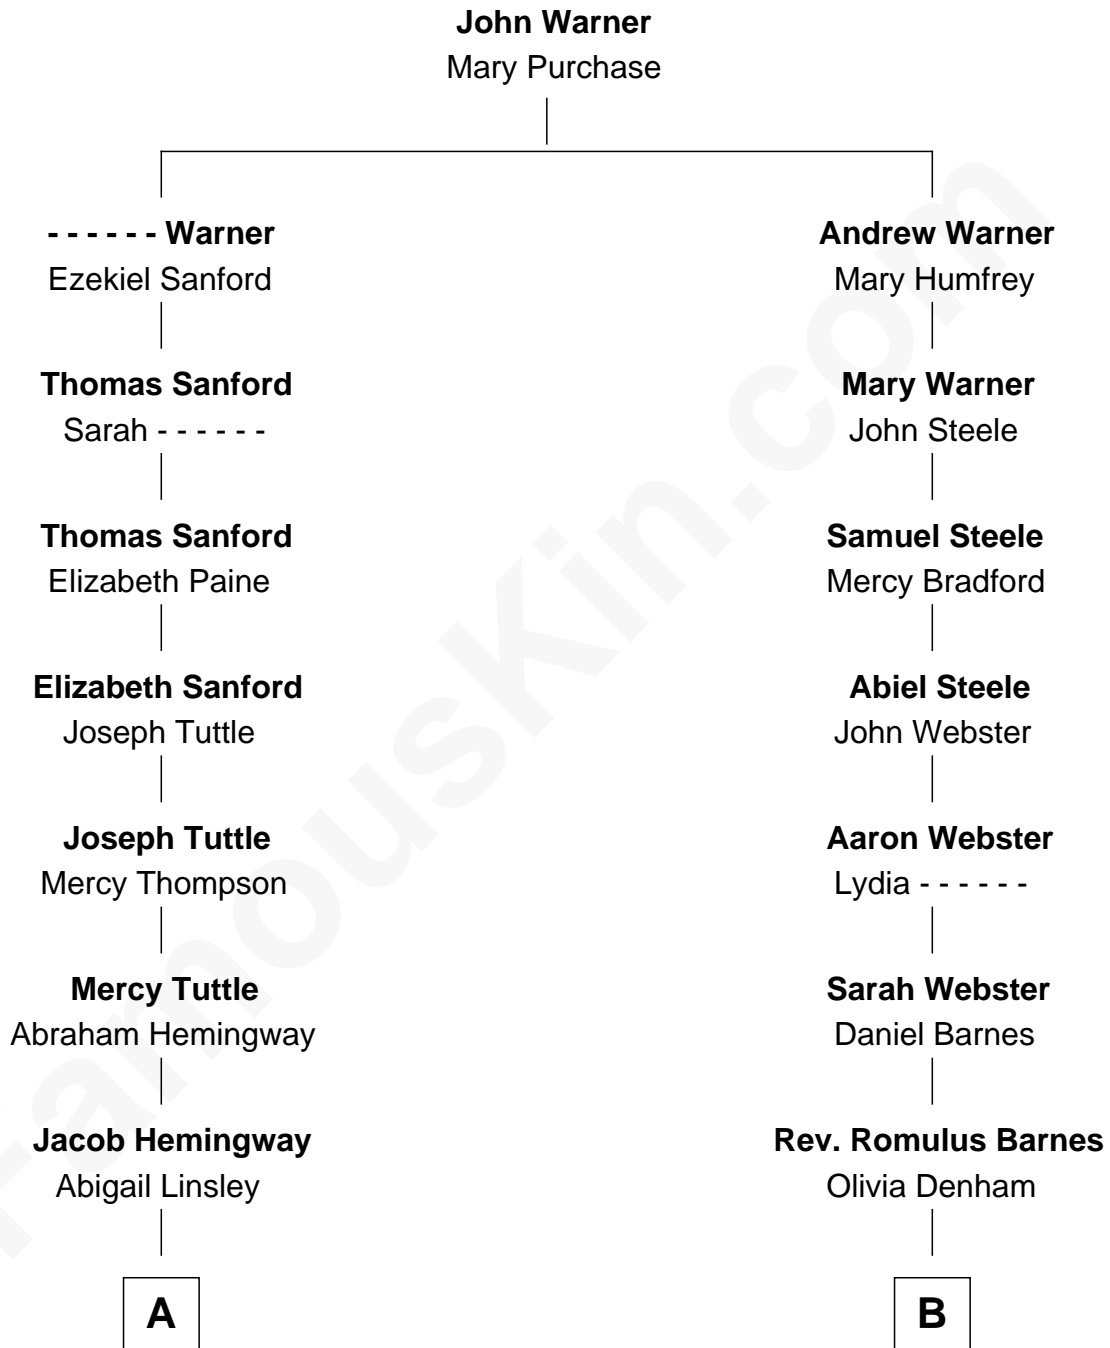 John Warner
Mary Purchase
- - - - - - Warner
Ezekiel Sanford
Andrew Warner
Mary Humfrey
Thomas Sanford
Sarah - - - - - -
Mary Warner
John Steele
Thomas Sanford
Elizabeth Paine
Samuel Steele
Mercy Bradford
Elizabeth Sanford
Joseph Tuttle
Abiel Steele
John Webster
Joseph Tuttle
Mercy Thompson
Aaron Webster
Lydia - - - - - -
Mercy Tuttle
Abraham Hemingway
Sarah Webster
Daniel Barnes
Jacob Hemingway
Abigail Linsley
Rev. Romulus Barnes
Olivia Denham
A
B
FamousKin.com